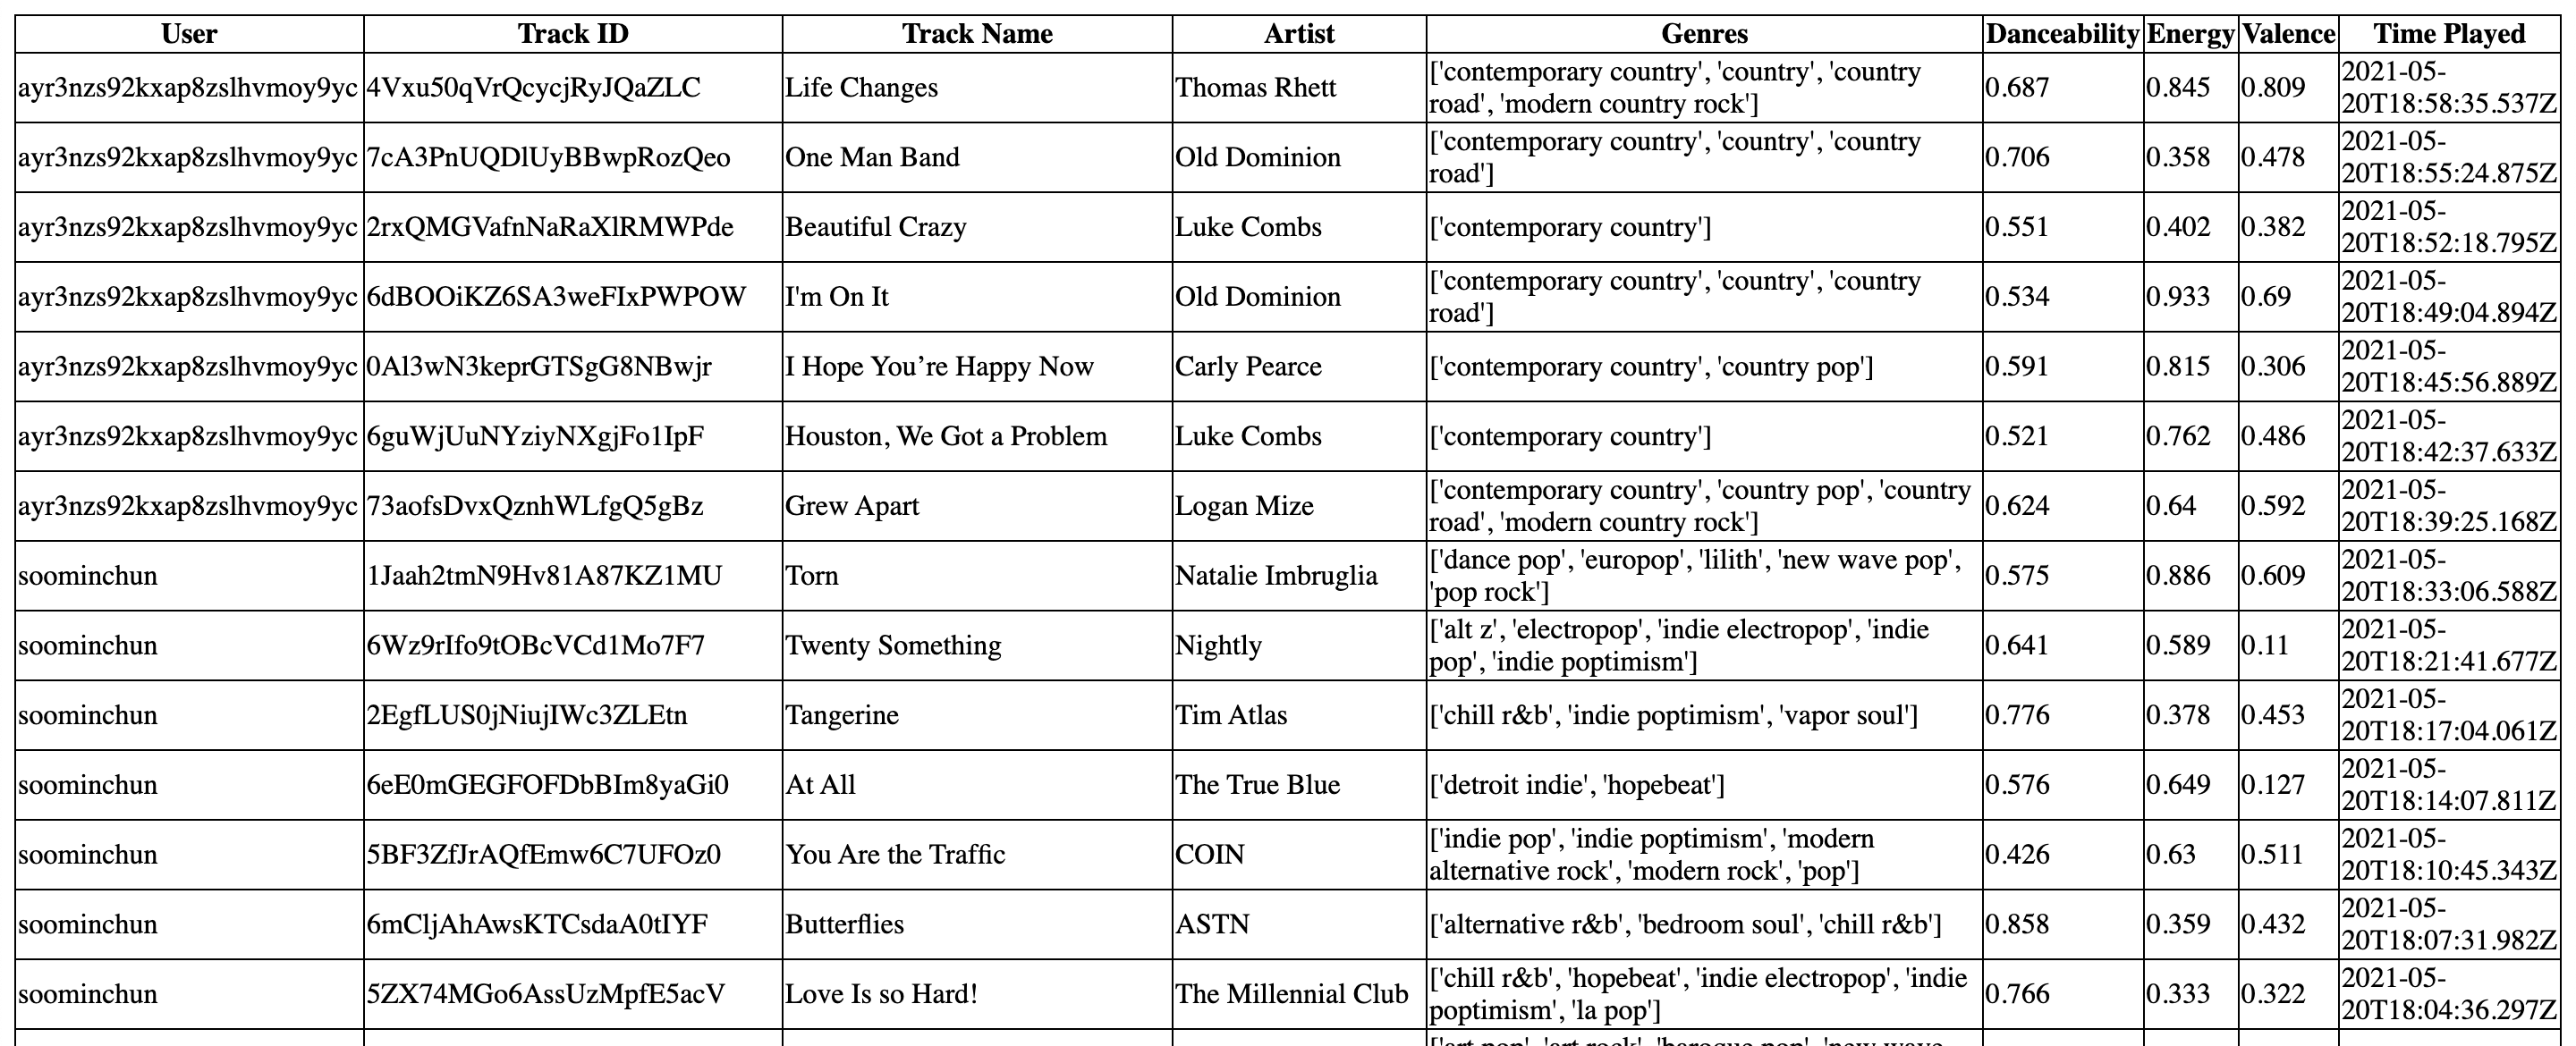 User Track ID Track Name Artist Genres Danceability Energy Valence Time Played
ayr3nzs92kxap8zslhvmoy9yc 4Vxu50qVrQcycjRyJQaZLC Life Changes Thomas Rhett ['contemporary country', 'country', 'country
road', 'modern country rock'] 0.687 0.845 0.809 2021-05-
20T18:58:35.537Z
ayr3nzs92kxap8zslhvmoy9yc 7cA3PnUQDlUyBBwpRozQeo One Man Band Old Dominion ['contemporary country', 'country', 'country
road'] 0.706 0.358 0.478 2021-05-
20T18:55:24.875Z
ayr3nzs92kxap8zslhvmoy9yc 2rxQMGVafnNaRaXlRMWPde Beautiful Crazy Luke Combs ['contemporary country'] 0.551 0.402 0.382 2021-05-
20T18:52:18.795Z
ayr3nzs92kxap8zslhvmoy9yc 6dBOOiKZ6SA3weFIxPWPOW I'm On It Old Dominion ['contemporary country', 'country', 'country
road'] 0.534 0.933 0.69 2021-05-
20T18:49:04.894Z
ayr3nzs92kxap8zslhvmoy9yc 0Al3wN3keprGTSgG8NBwjr I Hope You’re Happy Now Carly Pearce ['contemporary country', 'country pop'] 0.591 0.815 0.306 2021-05-
20T18:45:56.889Z
ayr3nzs92kxap8zslhvmoy9yc 6guWjUuNYziyNXgjFo1IpF Houston, We Got a Problem Luke Combs ['contemporary country'] 0.521 0.762 0.486 2021-05-
20T18:42:37.633Z
ayr3nzs92kxap8zslhvmoy9yc 73aofsDvxQznhWLfgQ5gBz Grew Apart Logan Mize ['contemporary country', 'country pop', 'country
road', 'modern country rock'] 0.624 0.64 0.592 2021-05-
20T18:39:25.168Z
soominchun 1Jaah2tmN9Hv81A87KZ1MU Torn Natalie Imbruglia ['dance pop', 'europop', 'lilith', 'new wave pop',
'pop rock'] 0.575 0.886 0.609 2021-05-
20T18:33:06.588Z
soominchun 6Wz9rIfo9tOBcVCd1Mo7F7 Twenty Something Nightly ['alt z', 'electropop', 'indie electropop', 'indie
pop', 'indie poptimism'] 0.641 0.589 0.11 2021-05-
20T18:21:41.677Z
soominchun 2EgfLUS0jNiujIWc3ZLEtn Tangerine Tim Atlas ['chill r&b', 'indie poptimism', 'vapor soul'] 0.776 0.378 0.453 2021-05-
20T18:17:04.061Z
soominchun 6eE0mGEGFOFDbBIm8yaGi0 At All The True Blue ['detroit indie', 'hopebeat'] 0.576 0.649 0.127 2021-05-
20T18:14:07.811Z
soominchun 5BF3ZfJrAQfEmw6C7UFOz0 You Are the Traffic COIN ['indie pop', 'indie poptimism', 'modern
alternative rock', 'modern rock', 'pop'] 0.426 0.63 0.511 2021-05-
20T18:10:45.343Z
soominchun 6mCljAhAwsKTCsdaA0tIYF Butterflies ASTN ['alternative r&b', 'bedroom soul', 'chill r&b'] 0.858 0.359 0.432 2021-05-
20T18:07:31.982Z
soominchun 5ZX74MGo6AssUzMpfE5acV Love Is so Hard! The Millennial Club ['chill r&b', 'hopebeat', 'indie electropop', 'indie
poptimism', 'la pop'] 0.766 0.333 0.322 2021-05-
20T18:04:36.297Z
['art pop', 'art rock', 'baroque pop', 'new wave